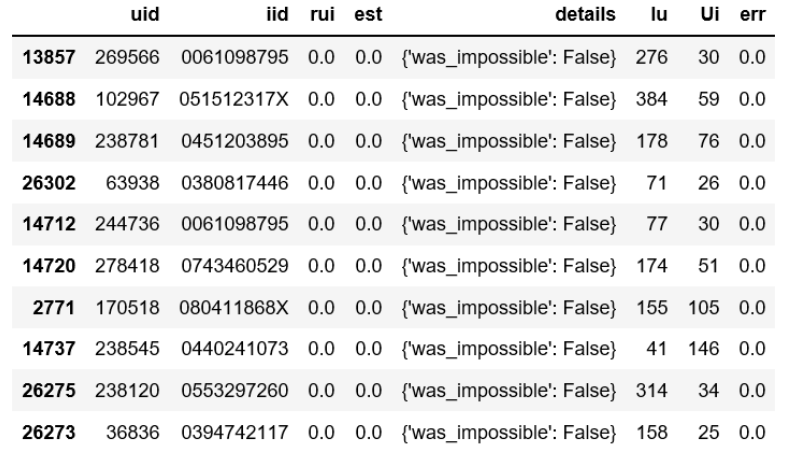 uid iid rui est details Iu Ui err
13857 269566 0061098795 0.0 0.0 {'was_impossible': False} 276 30 0.0
14688 102967 051512317X 0.0 0.0 {'was_impossible': False} 384 59 0.0
14689 238781 0451203895 0.0 0.0 {'was_impossible': False} 178 76 0.0
26302 63938 0380817446 0.0 0.0 {'was_impossible': False} 71 26 0.0
14712 244736 0061098795 0.0 0.0 {'was_impossible': False} 77 30 0.0
14720 278418 0743460529 0.0 0.0 {'was_impossible': False} 174 51 0.0
2771 170518 080411868X 0.0 0.0 {'was_impossible': False} 155 105 0.0
14737 238545 0440241073 0.0 0.0 {'was_impossible': False} 41 146 0.0
26275 238120 0553297260 0.0 0.0 {'was_impossible': False} 314 34 0.0
26273 36836 0394742117 0.0 0.0 {'was_impossible': False} 158 25 0.0